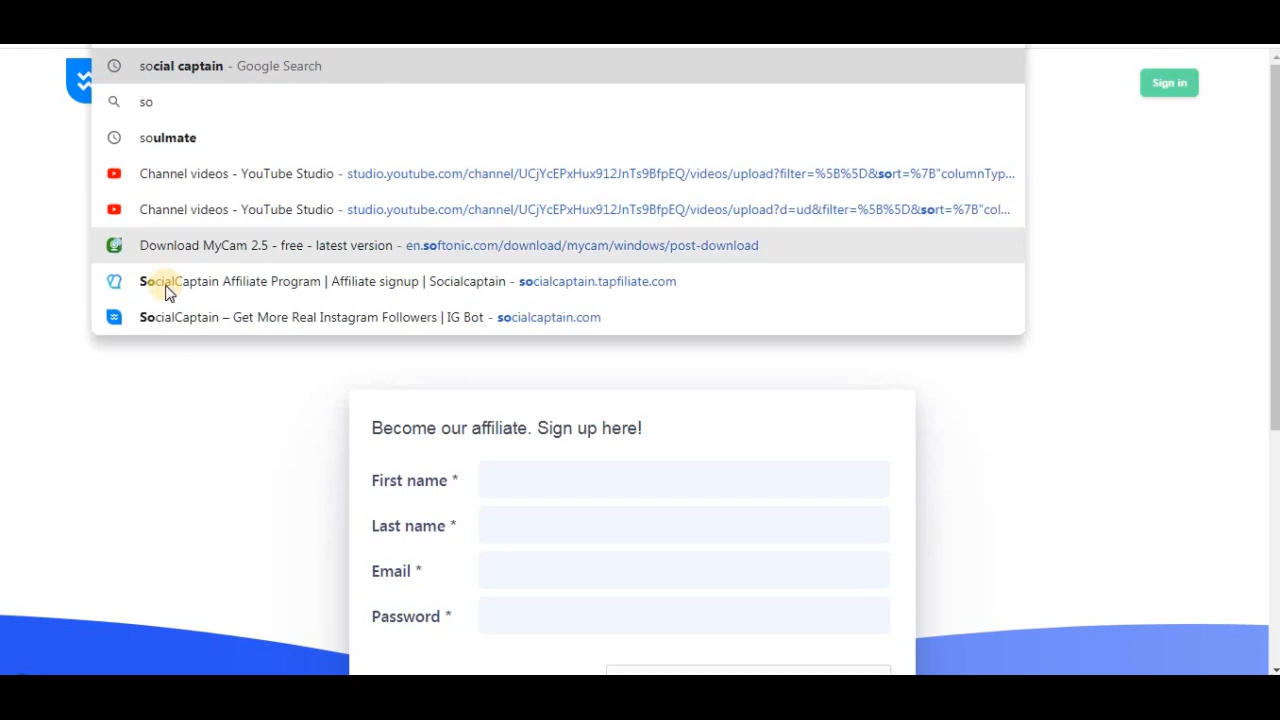 social captain - Google Search
Sign in
so
soulmate
Channel videos - YouTube Studio - studio.youtube.com/channel/UCjYcEPxHux912JnTs9BfpEQ/videos/upload?filter=%5B%5D&sort=%7B"columnTyp...
Channel videos - YouTube Studio - studio.youtube.com/channel/UCjYcEPxHux912JnTs9BfpEQ/videos/upload?d=ud&filter=%5B%5D&sort=%7B"col...
Download MyCam 2.5 - free - latest version - en.softonic.com/download/mycam/windows/post-download
SocialCaptain Affiliate Program | Affiliate signup | Socialcaptain - socialcaptain.tapfiliate.com
SocialCaptain – Get More Real Instagram Followers | IG Bot - socialcaptain.com
Become our affiliate. Sign up here!
First name *
Last name *
Email *
Password *